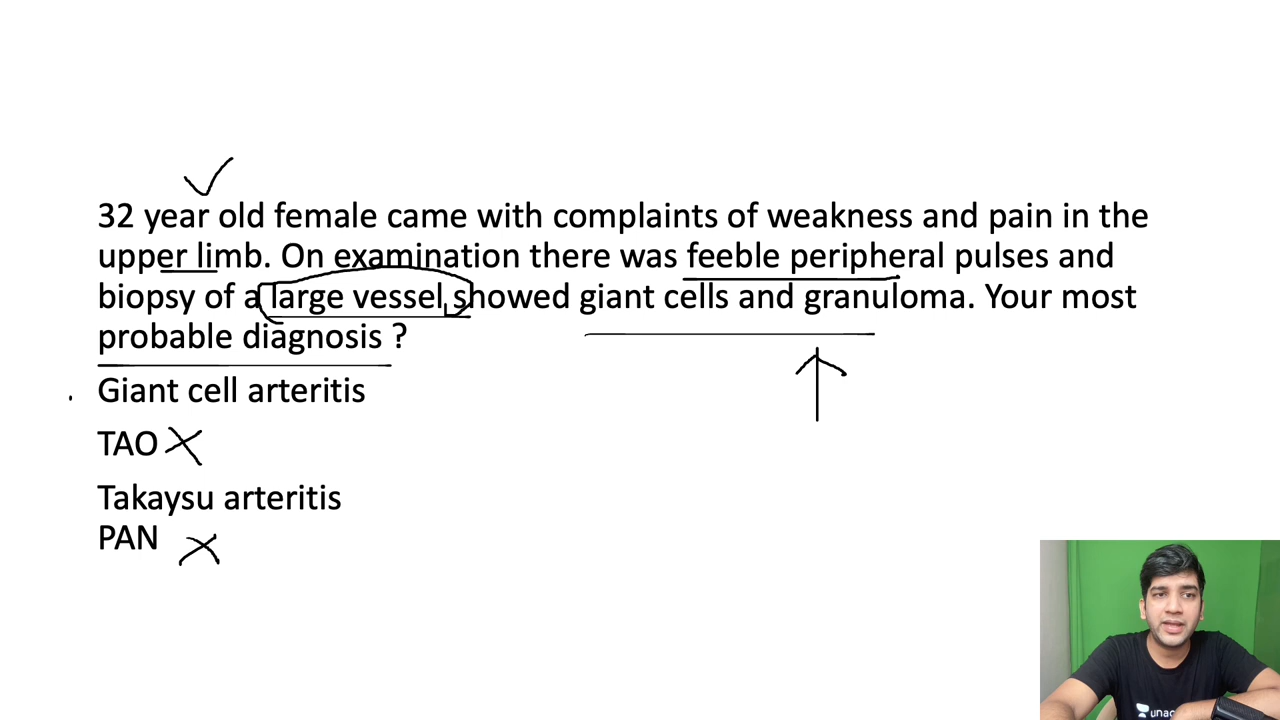 32 year old female came with complaints of weakness and pain in the
upper limb. On examination there was feeble peripheral pulses and
biopsy of a large vessel showed giant cells and granuloma. Your most
probable diagnosis ?
Giant cell arteritis
TAO
Takaysu arteritis
PAN